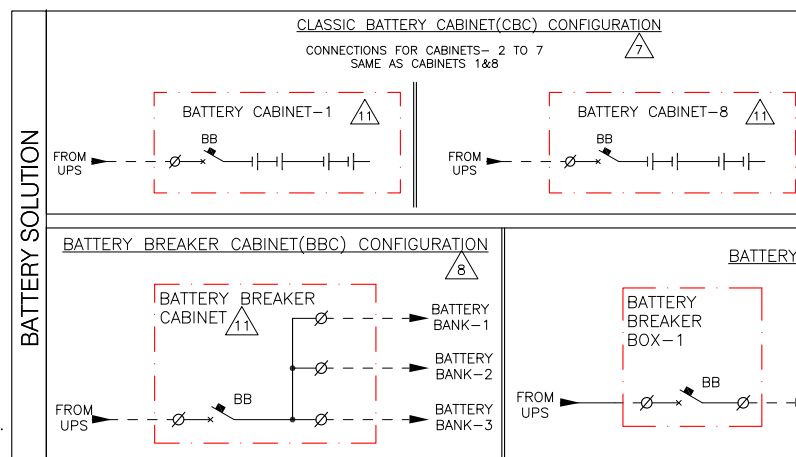 BATTERY SOLUTION
CLASSIC BATTERY CABINET(CBC) CONFIGURATION
7
CONNECTIONS FOR CABINETS- 2 TO 7
SAME AS CABINETS 1&8
BATTERY CABINET-1
11
BB
FROM
UPS
BATTERY CABINET-8
11
BB
FROM
UPS
BATTERY BREAKER CABINET(BBC) CONFIGURATION
8
BATTERY BREAKER
CABINET
11
BATTERY
BANK-1
BATTERY
BANK-2
BATTERY
BANK-3
BB
FROM
UPS
BATTERY
BATTERY
BREAKER
BOX-1
BB
FROM
UPS